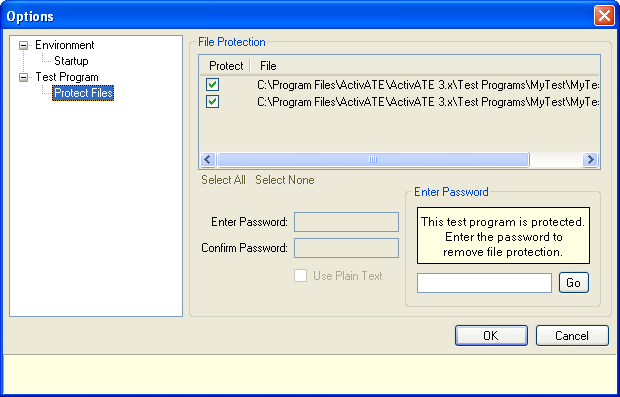 Options
Environment
Startup
Test Program
Protect Files
File Protection
Protect File
C:\Program Files\ActivATE\ActivATE 3.x\Test Programs\MyTest\MyTe
C:\Program Files\ActivATE\ActivATE 3.x\Test Programs\MyTest\MyTe
Select All Select None
Enter Password:
Confirm Password:
Use Plain Text
Enter Password
This test program is protected.
Enter the password to
remove file protection.
Go
OK Cancel